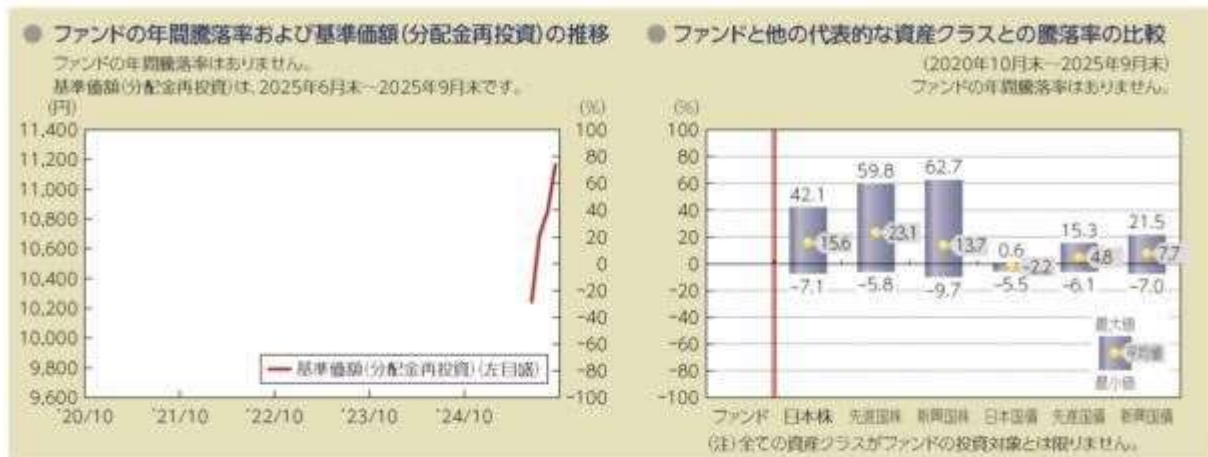 ● ファンドの年間騰落率および基準価額(分配金再投資)の推移
ファンドの年間騰落率はありません。
基準価額(分配金再投資)は、2025年6月末～2025年9月末です。
(円)
(%)
11,400
11,200
11,000
10,800
10,600
10,400
10,200
10,000
9,800
9,600
100
80
60
40
20
0
-20
-40
-60
-80
-100
基準価額(分配金再投資)(左目盛)
'20/10 '21/10 '22/10 '23/10 '24/10
● ファンドと他の代表的な資産クラスとの騰落率の比較
(2020年10月末～2025年9月末)
ファンドの年間騰落率はありません。
(%)
100
80
60
40
20
0
-20
-40
-60
-80
-100
42.1 59.8 62.7 0.6 15.3 21.5
15.6 23.1 13.7 -2.2 4.8 7.7
-7.1 -5.8 -9.7 -5.5 -6.1 -7.0
最大値
平均値
最小値
ファンド 日本株 先進国株 新興国株 日本国債 先進国債 新興国債
(注)全ての資産クラスがファンドの投資対象とは限りません。